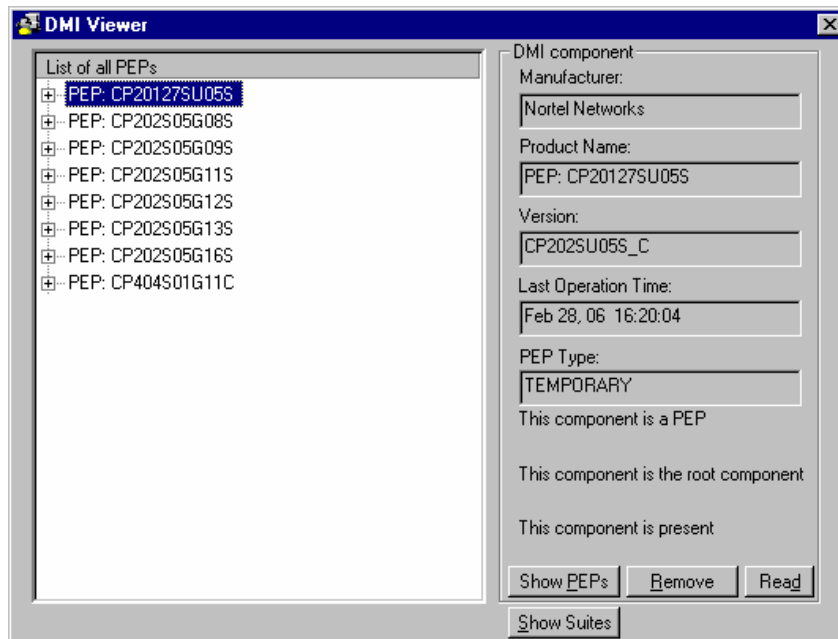 DMI Viewer
List of all PEPs
PEP: CP20127SU05S
PEP: CP202S05G08S
PEP: CP202S05G09S
PEP: CP202S05G11S
PEP: CP202S05G12S
PEP: CP202S05G13S
PEP: CP202S05G16S
PEP: CP404S01G11C
DMI component
Manufacturer:
Nortel Networks
Product Name:
PEP: CP20127SU05S
Version:
CP202SU05S_C
Last Operation Time:
Feb 28, 06  16:20:04
PEP Type:
TEMPORARY
This component is a PEP
This component is the root component
This component is present
Show PEPs Remove Read
Show Suites